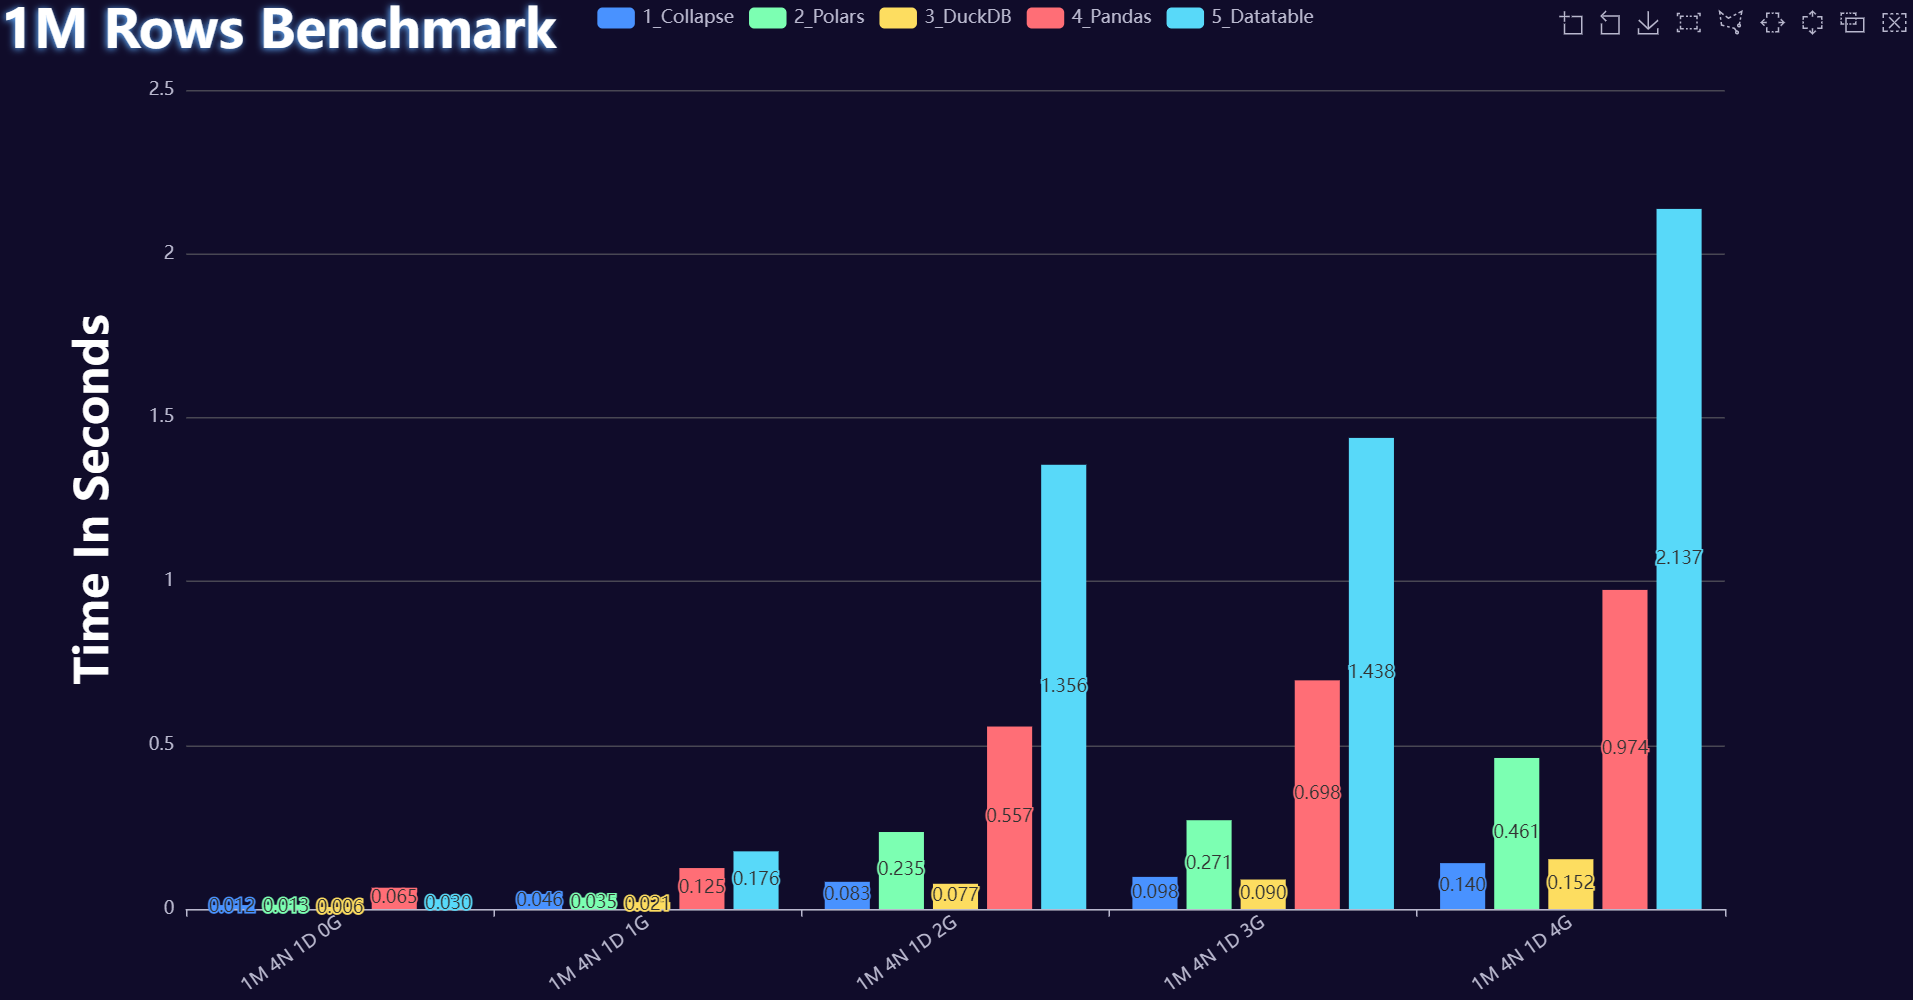 1M Rows Benchmark
1_Collapse 2_Polars 3_DuckDB 4_Pandas 5_Datatable
Time In Seconds
2.5
2
1.5
1
0.5
0
0.012 0.013 0.006 0.065 0.030
0.046 0.035 0.021 0.125 0.176
0.083 0.235 0.077 0.557 1.356
0.098 0.271 0.090 0.698 1.438
0.140 0.461 0.152 0.974 2.137
1M 4N 1D 0G
1M 4N 1D 1G
1M 4N 1D 2G
1M 4N 1D 3G
1M 4N 1D 4G